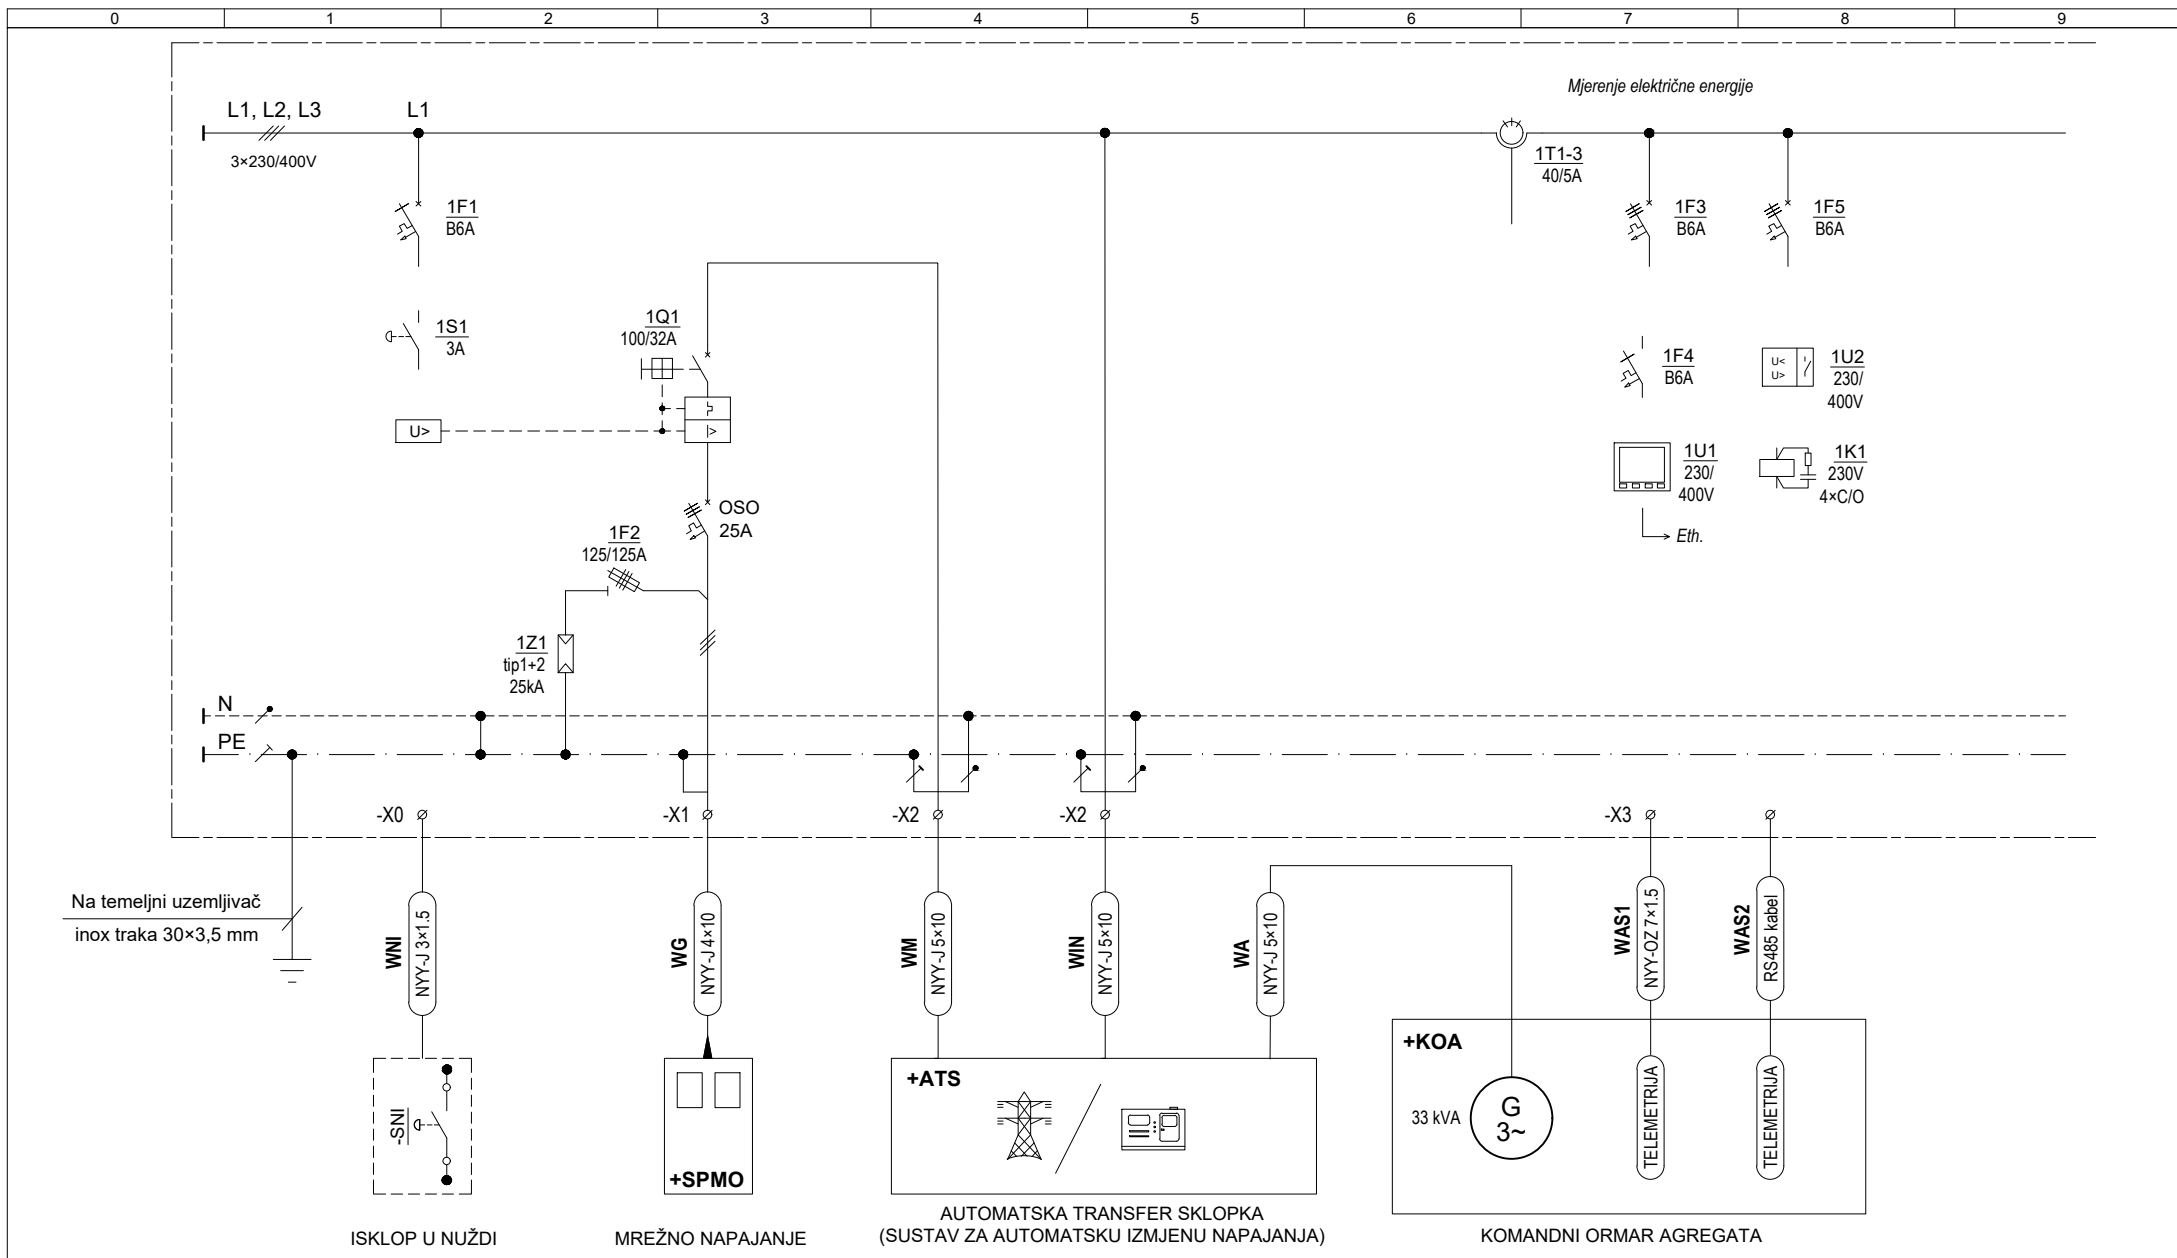 0 1 2 3 4 5 6 7 8 9
Mjerenje električne energije
L1, L2, L3
L1
3×230/400V
1T1-3
40/5A
1F1
B6A
1F3
B6A
1F5
B6A
1S1
3A
1Q1
100/32A
1F4
B6A
U<
U>
1U2
230/
400V
U>
I>
1U1
230/
400V
1K1
230V
4×C/O
Eth.
OSO
25A
1F2
125/125A
1Z1
tip1+2
25kA
N
PE
-X0
-X1
-X2
-X2
-X3
Na temeljni uzemljivač
inox traka 30×3,5 mm
WNI
NYY-J 3×1.5
WG
NYY-J 4×10
WM
NYY-J 5×10
WIN
NYY-J 5×10
WA
NYY-J 5×10
WAS1
NYY-OZ 7×1.5
WAS2
RS485 kabel
-SNI
+SPMO
+ATS
+KOA
33 kVA
G
3~
TELEMETRIJA
TELEMETRIJA
ISKLOP U NUŽDI
MREŽNO NAPAJANJE
AUTOMATSKA TRANSFER SKLOPKA
(SUSTAV ZA AUTOMATSKU IZMJENU NAPAJANJA)
KOMANDNI ORMAR AGREGATA